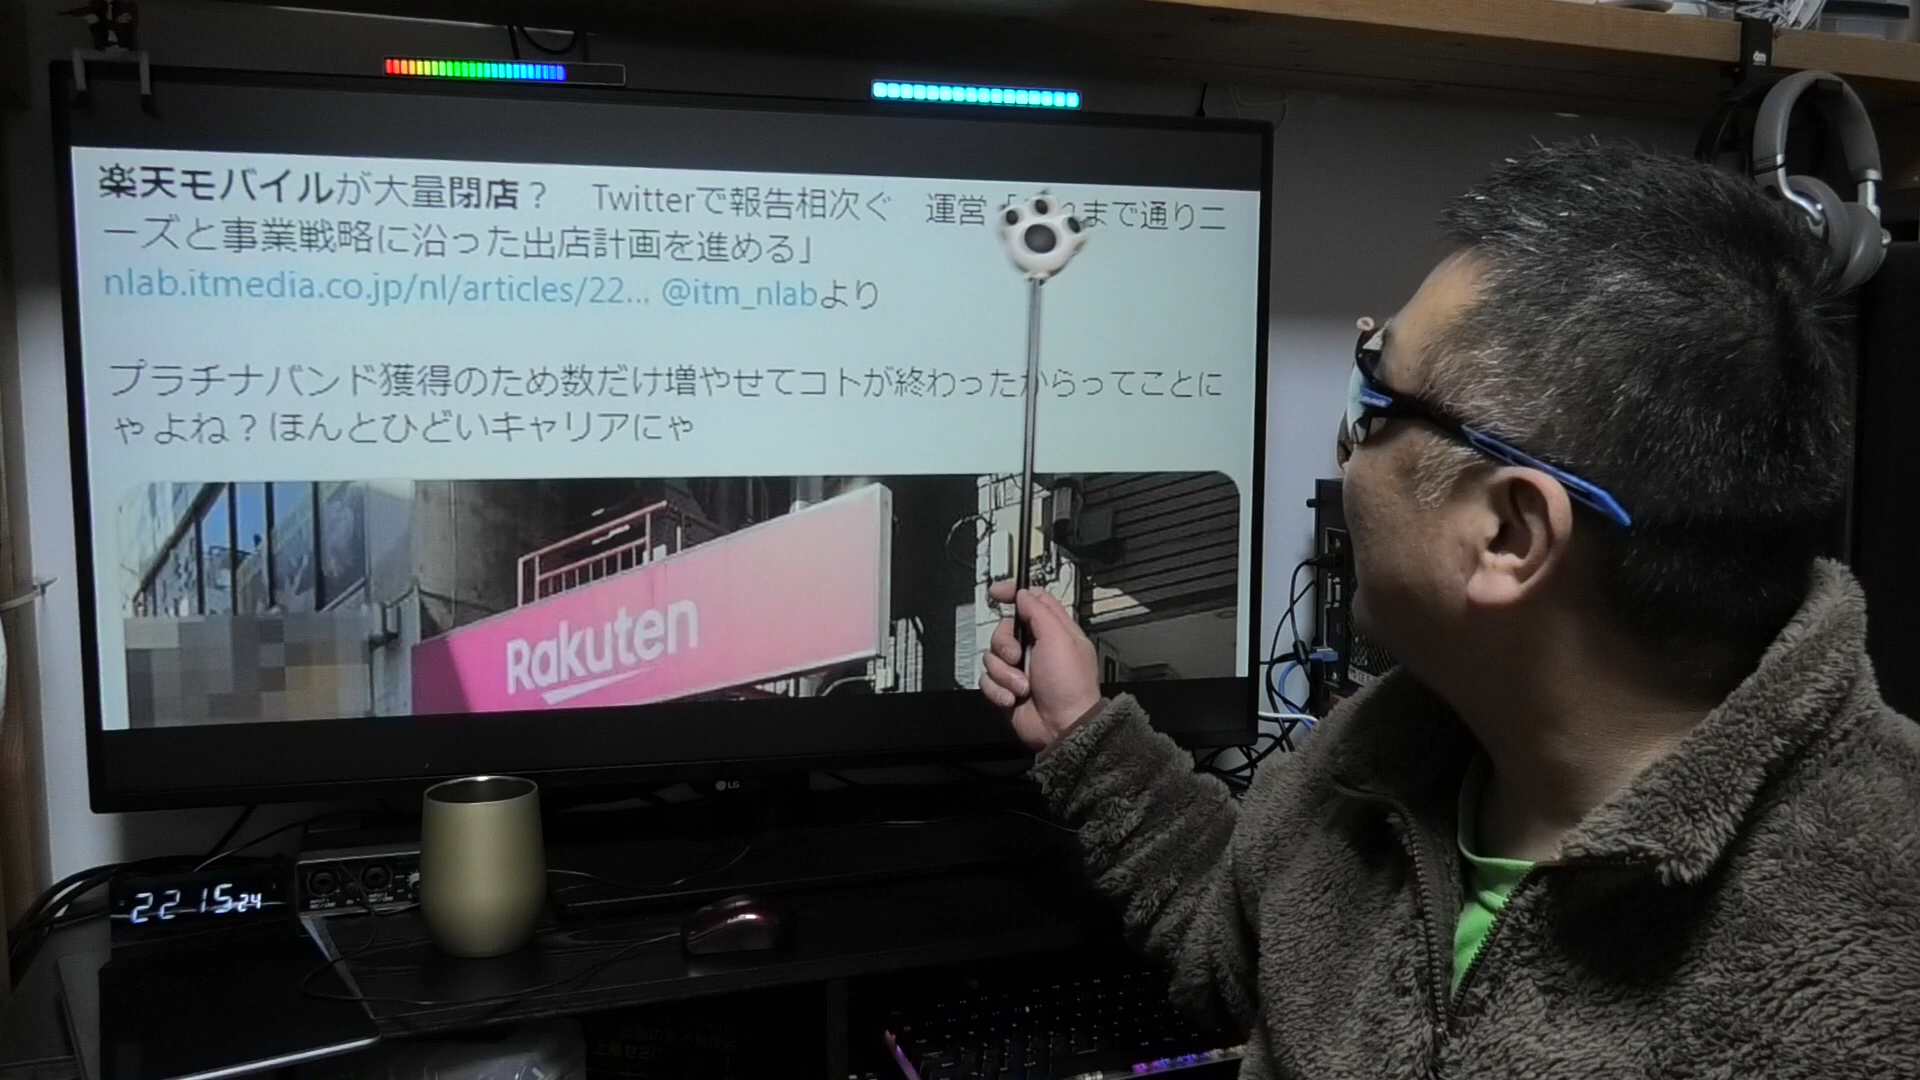 楽天モバイルが大量閉店？　Twitterで報告相次ぐ　運営「これまで通りニ
ーズと事業戦略に沿った出店計画を進める」
nlab.itmedia.co.jp/nl/articles/22... @itm_nlabより
プラチナバンド獲得のため数だけ増やせてコトが終わったからってことに
ゃよね？ほんとひどいキャリアにゃ
Rakuten
LG
22 15 24